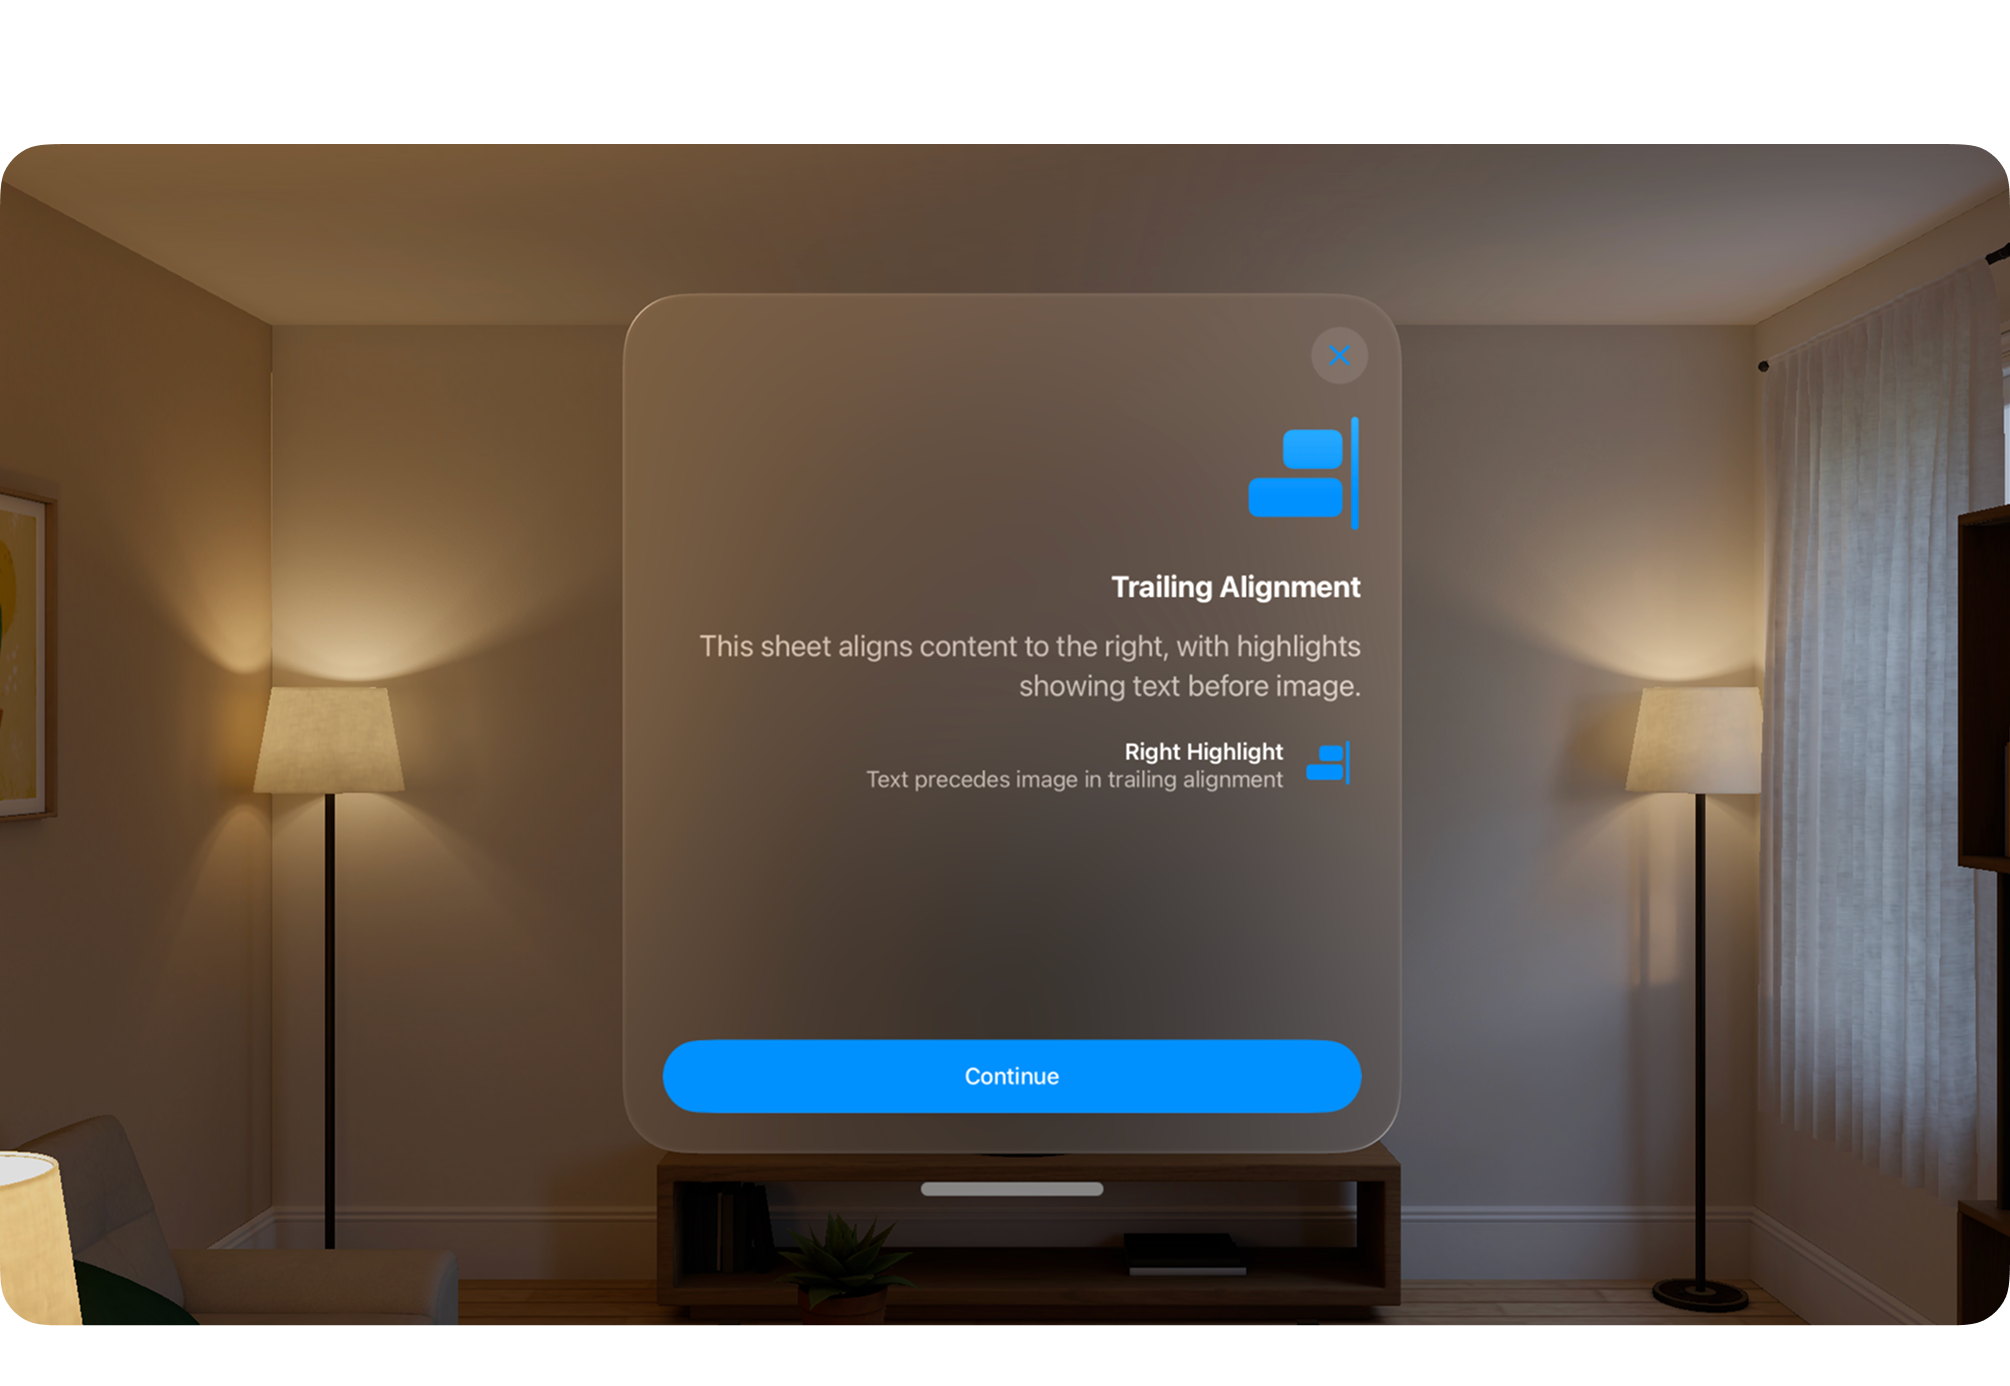 Trailing Alignment
This sheet aligns content to the right, with highlights
showing text before image.
Right Highlight
Text precedes image in trailing alignment
Continue